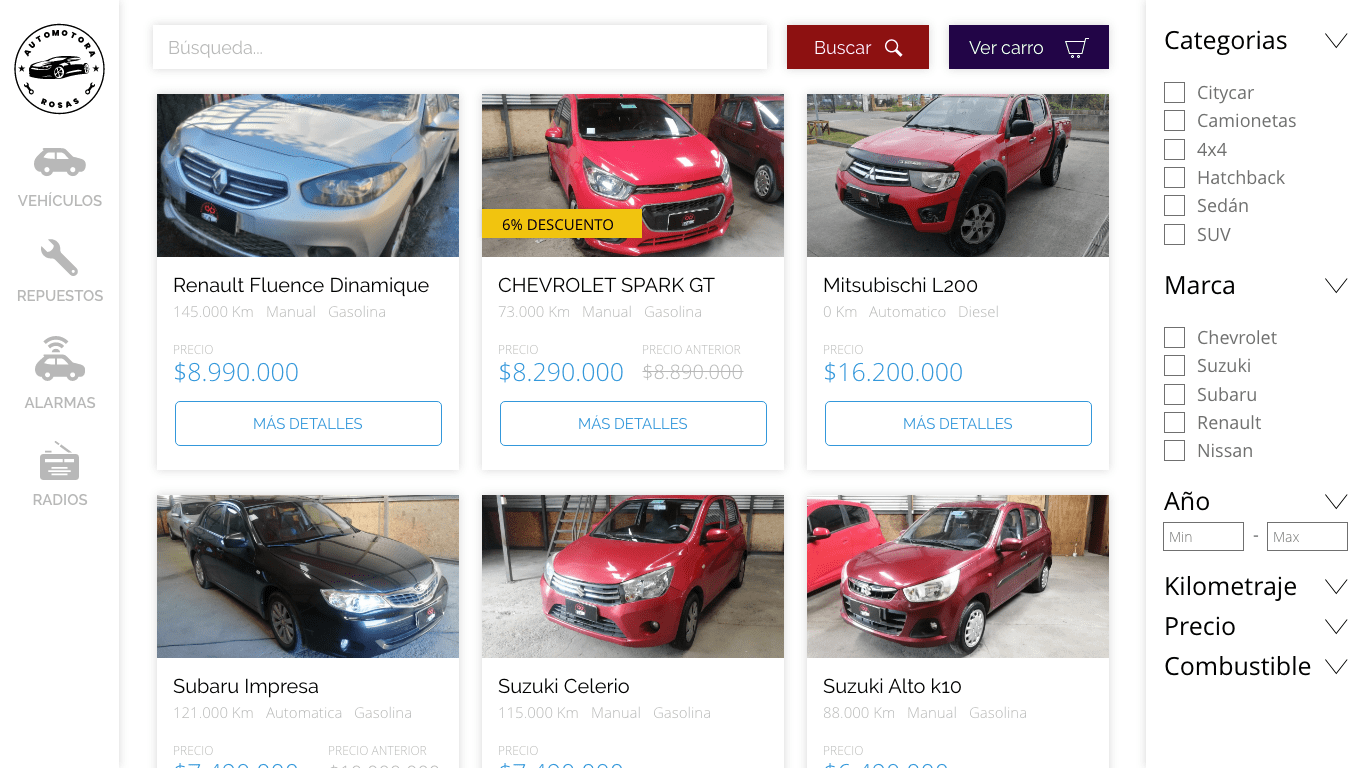 AUTOMOTORA
ROSAS
VEHÍCULOS
REPUESTOS
ALARMAS
RADIOS
Búsqueda...
Buscar
Ver carro
6% DESCUENTO
Renault Fluence Dinamique
145.000 Km Manual Gasolina
PRECIO
$8.990.000
MÁS DETALLES
CHEVROLET SPARK GT
73.000 Km Manual Gasolina
PRECIO PRECIO ANTERIOR
$8.290.000 $8.890.000
MÁS DETALLES
Mitsubischi L200
0 Km Automatico Diesel
PRECIO
$16.200.000
MÁS DETALLES
Subaru Impresa
121.000 Km Automatica Gasolina
PRECIO PRECIO ANTERIOR
Suzuki Celerio
115.000 Km Manual Gasolina
PRECIO
Suzuki Alto k10
88.000 Km Manual Gasolina
PRECIO
Categorias
Citycar
Camionetas
4x4
Hatchback
Sedán
SUV
Marca
Chevrolet
Suzuki
Subaru
Renault
Nissan
Año
Min - Max
Kilometraje
Precio
Combustible